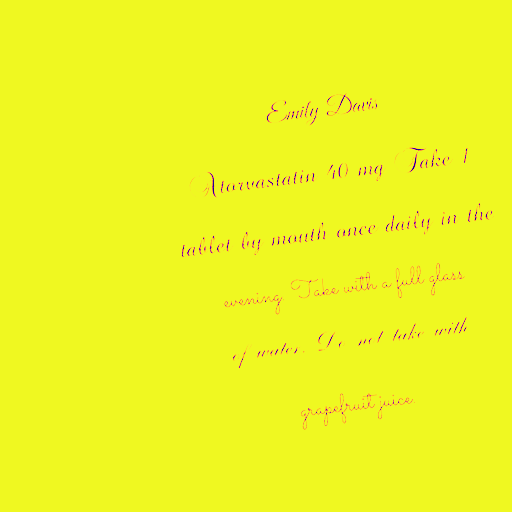 Emily Davis
Atorvastatin 40 mg Take 1
tablet by mouth once daily in the
evening. Take with a full glass
of water. Do not take with
grapefruit juice.